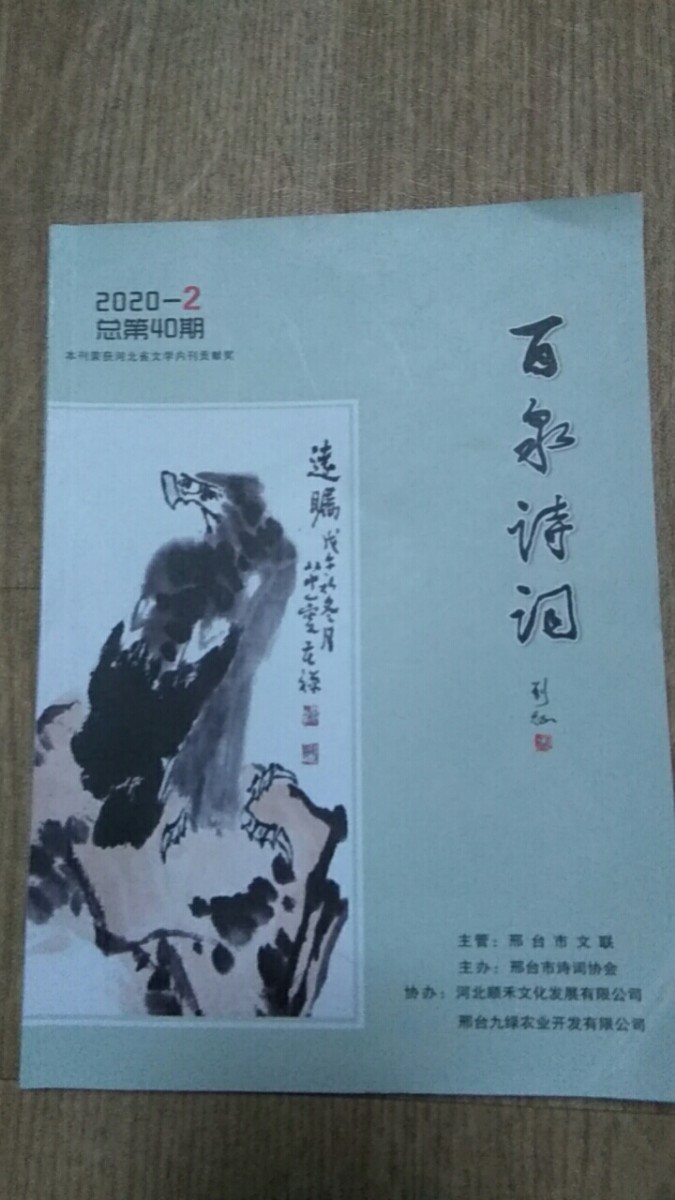 2020-2
总第40期
本刊荣获河北省文学内刊贡献奖
百泉诗词
刘征
远瞩
主管：邢台市文联
主办：邢台市诗词协会
协办：河北顺禾文化发展有限公司
邢台九绿农业开发有限公司